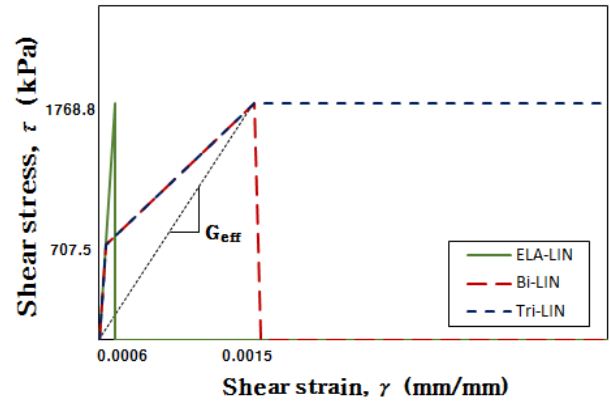 Shear stress, τ (kPa)
1768.8
707.5
G_eff
ELA-LIN
Bi-LIN
Tri-LIN
0.0006
0.0015
Shear strain, γ (mm/mm)